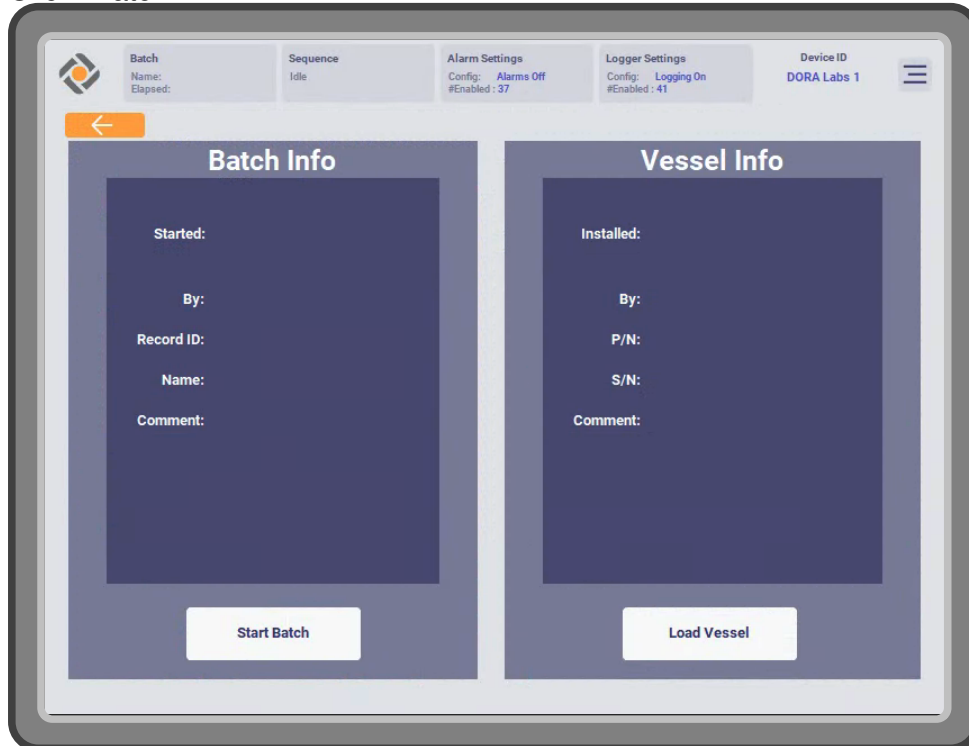 Batch
Name:
Elapsed:
Sequence
Idle
Alarm Settings
Config: Alarms Off
#Enabled : 37
Logger Settings
Config: Logging On
#Enabled : 41
Device ID
DORA Labs 1
Batch Info
Started:
By:
Record ID:
Name:
Comment:
Start Batch
Vessel Info
Installed:
By:
P/N:
S/N:
Comment:
Load Vessel